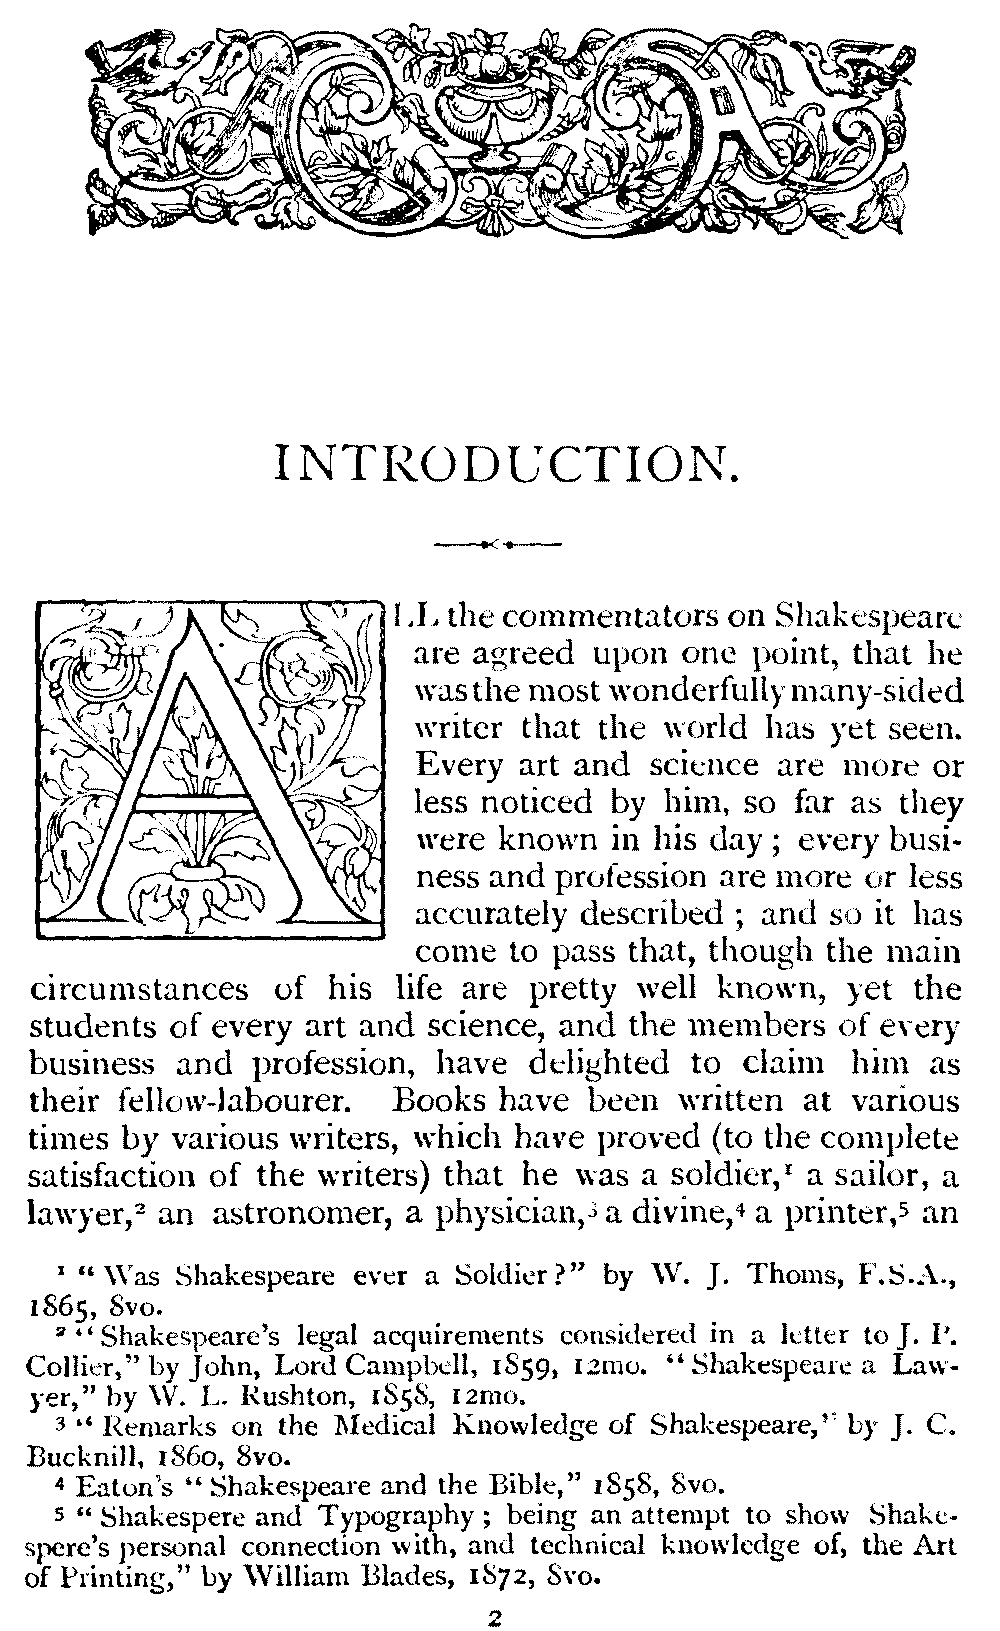 INTRODUCTION.
ALL the commentators on Shakespeare
are agreed upon one point, that he
was the most wonderfully many-sided
writer that the world has yet seen.
Every art and science are more or
less noticed by him, so far as they
were known in his day ; every busi-
ness and profession are more or less
accurately described ; and so it has
come to pass that, though the main
circumstances of his life are pretty well known, yet the
students of every art and science, and the members of every
business and profession, have delighted to claim him as
their fellow-labourer. Books have been written at various
times by various writers, which have proved (to the complete
satisfaction of the writers) that he was a soldier,¹ a sailor, a
lawyer,² an astronomer, a physician,³ a divine,⁴ a printer,⁵ an
¹ “ Was Shakespeare ever a Soldier ?” by W. J. Thoms, F.S.A.,
1865, 8vo.
² “ Shakespeare’s legal acquirements considered in a letter to J. P.
Collier,” by John, Lord Campbell, 1859, 12mo. “ Shakespeare a Law-
yer,” by W. L. Rushton, 1858, 12mo.
³ “ Remarks on the Medical Knowledge of Shakespeare,” by J. C.
Bucknill, 1860, 8vo.
⁴ Eaton’s “ Shakespeare and the Bible,” 1858, 8vo.
⁵ “ Shakespere and Typography ; being an attempt to show Shake-
spere’s personal connection with, and technical knowledge of, the Art
of Printing,” by William Blades, 1872, 8vo.
2